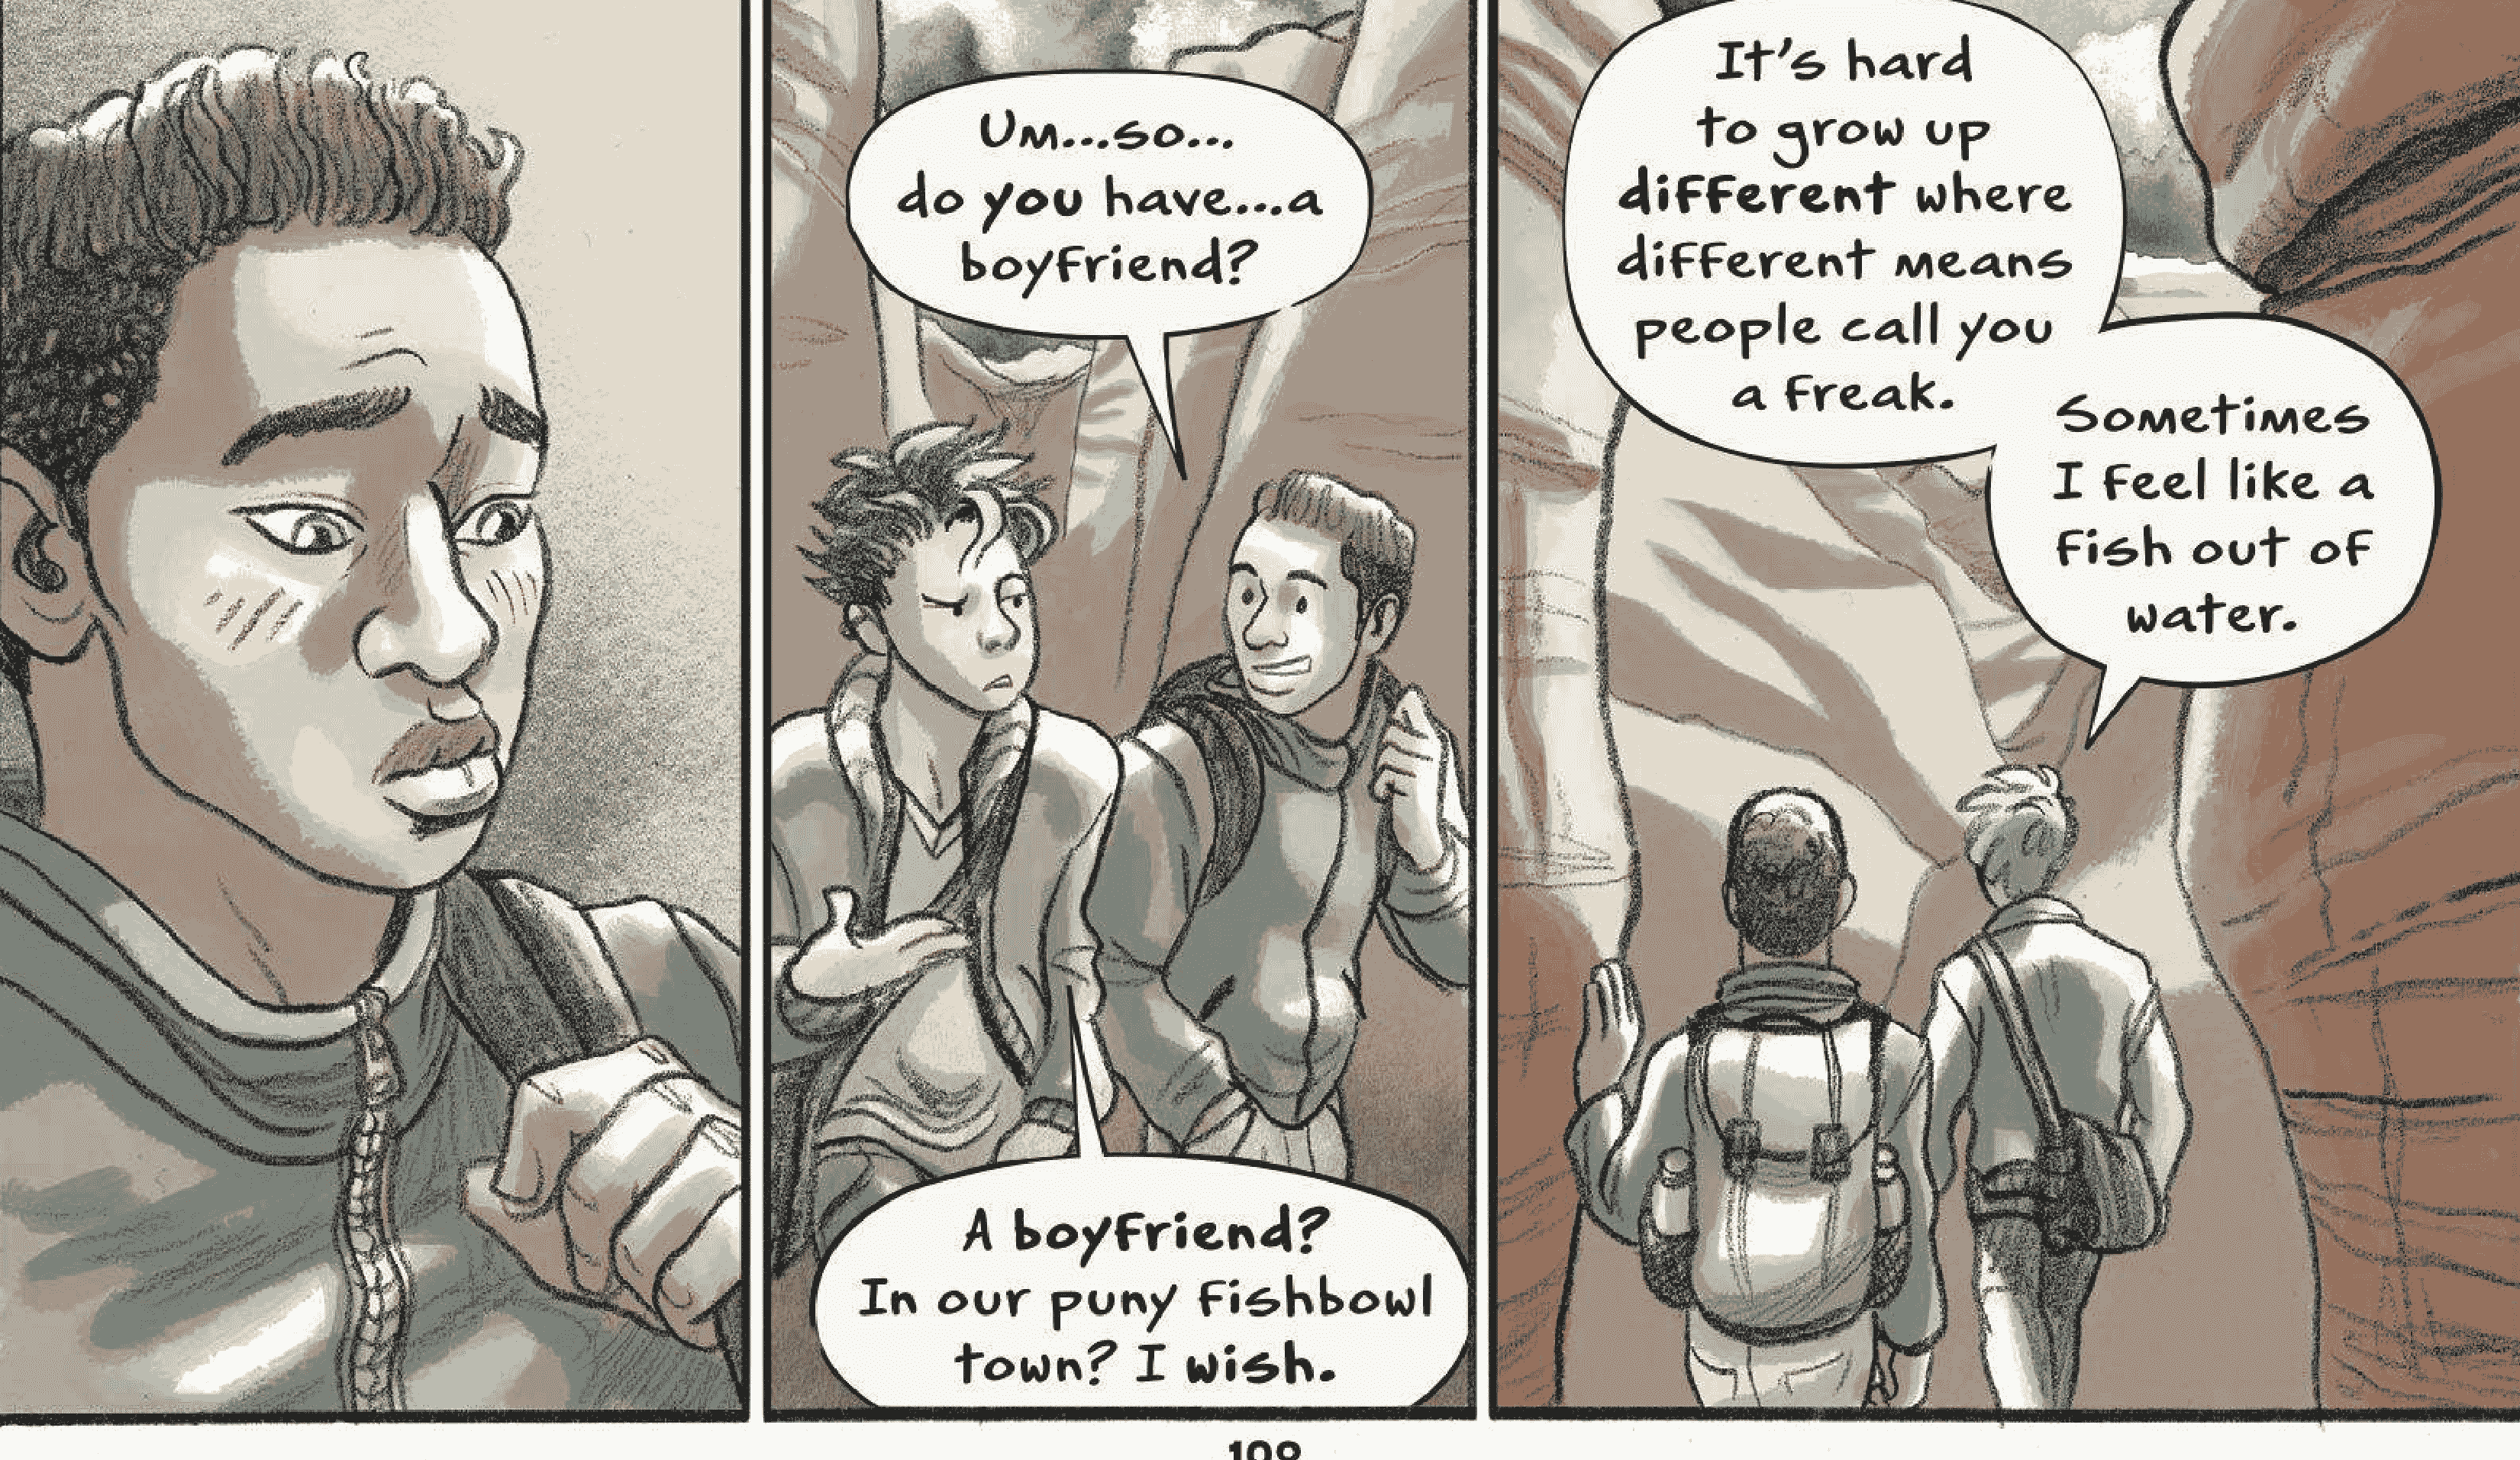 Um...so...
do you have...a
boyfriend?
A boyfriend?
In our puny fishbowl
town? I wish.
It's hard
to grow up
different where
different means
people call you
a freak.
Sometimes
I feel like a
fish out of
water.